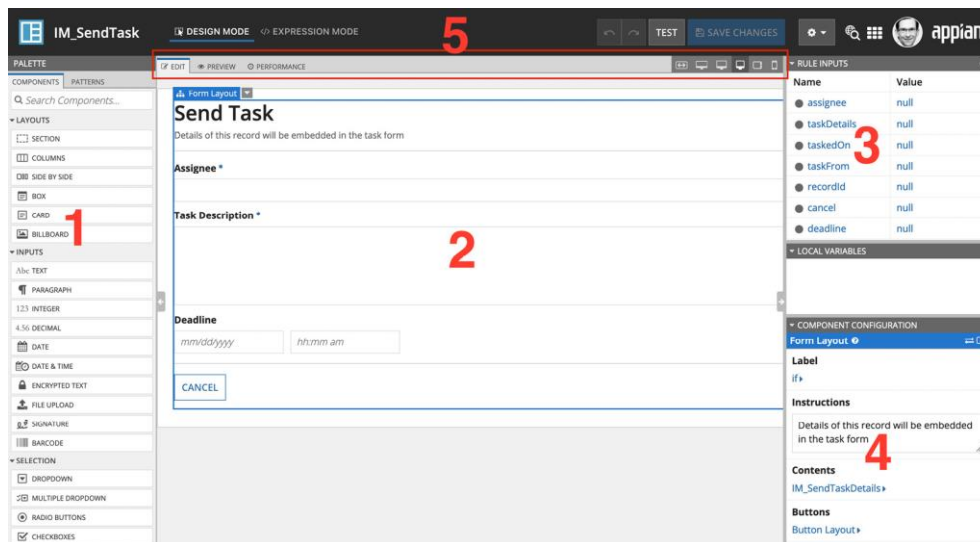 IM_SendTask
DESIGN MODE
EXPRESSION MODE
5
TEST
SAVE CHANGES
appian
PALETTE
EDIT
PREVIEW
PERFORMANCE
RULE INPUTS
COMPONENTS
PATTERNS
Search Components...
LAYOUTS
SECTION
COLUMNS
SIDE BY SIDE
BOX
CARD
BILLBOARD
1
INPUTS
Abc TEXT
PARAGRAPH
123 INTEGER
4.56 DECIMAL
DATE
DATE & TIME
ENCRYPTED TEXT
FILE UPLOAD
SIGNATURE
BARCODE
SELECTION
DROPDOWN
MULTIPLE DROPDOWN
RADIO BUTTONS
CHECKBOXES
Form Layout
Send Task
Details of this record will be embedded in the task form
Assignee *
Task Description *
2
Deadline
mm/dd/yyyy
hh:mm am
CANCEL
Name Value
assignee null
taskDetails null
taskedOn null
3
taskFrom null
recordId null
cancel null
deadline null
LOCAL VARIABLES
COMPONENT CONFIGURATION
Form Layout
Label
if
Instructions
Details of this record will be embedded
in the task form
4
Contents
IM_SendTaskDetails
Buttons
Button Layout